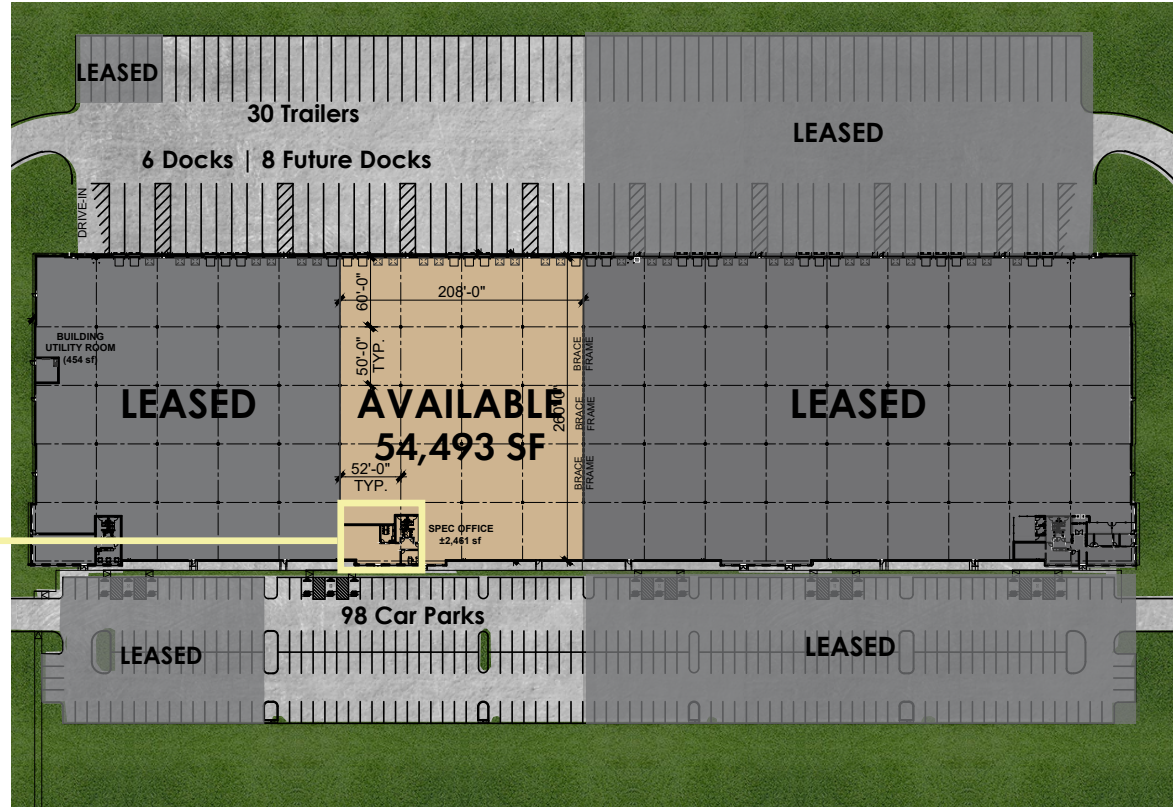 LEASED
30 Trailers
LEASED
6 Docks | 8 Future Docks
DRIVE-IN
60'-0"
208'-0"
BUILDING
UTILITY ROOM
(454 sf)
50'-0"
TYP.
BRACE
FRAME
LEASED
AVAILABLE
54,493 SF
260'-0"
BRACE
FRAME
LEASED
52'-0"
TYP.
BRACE
FRAME
SPEC OFFICE
±2,461 sf
98 Car Parks
LEASED
LEASED